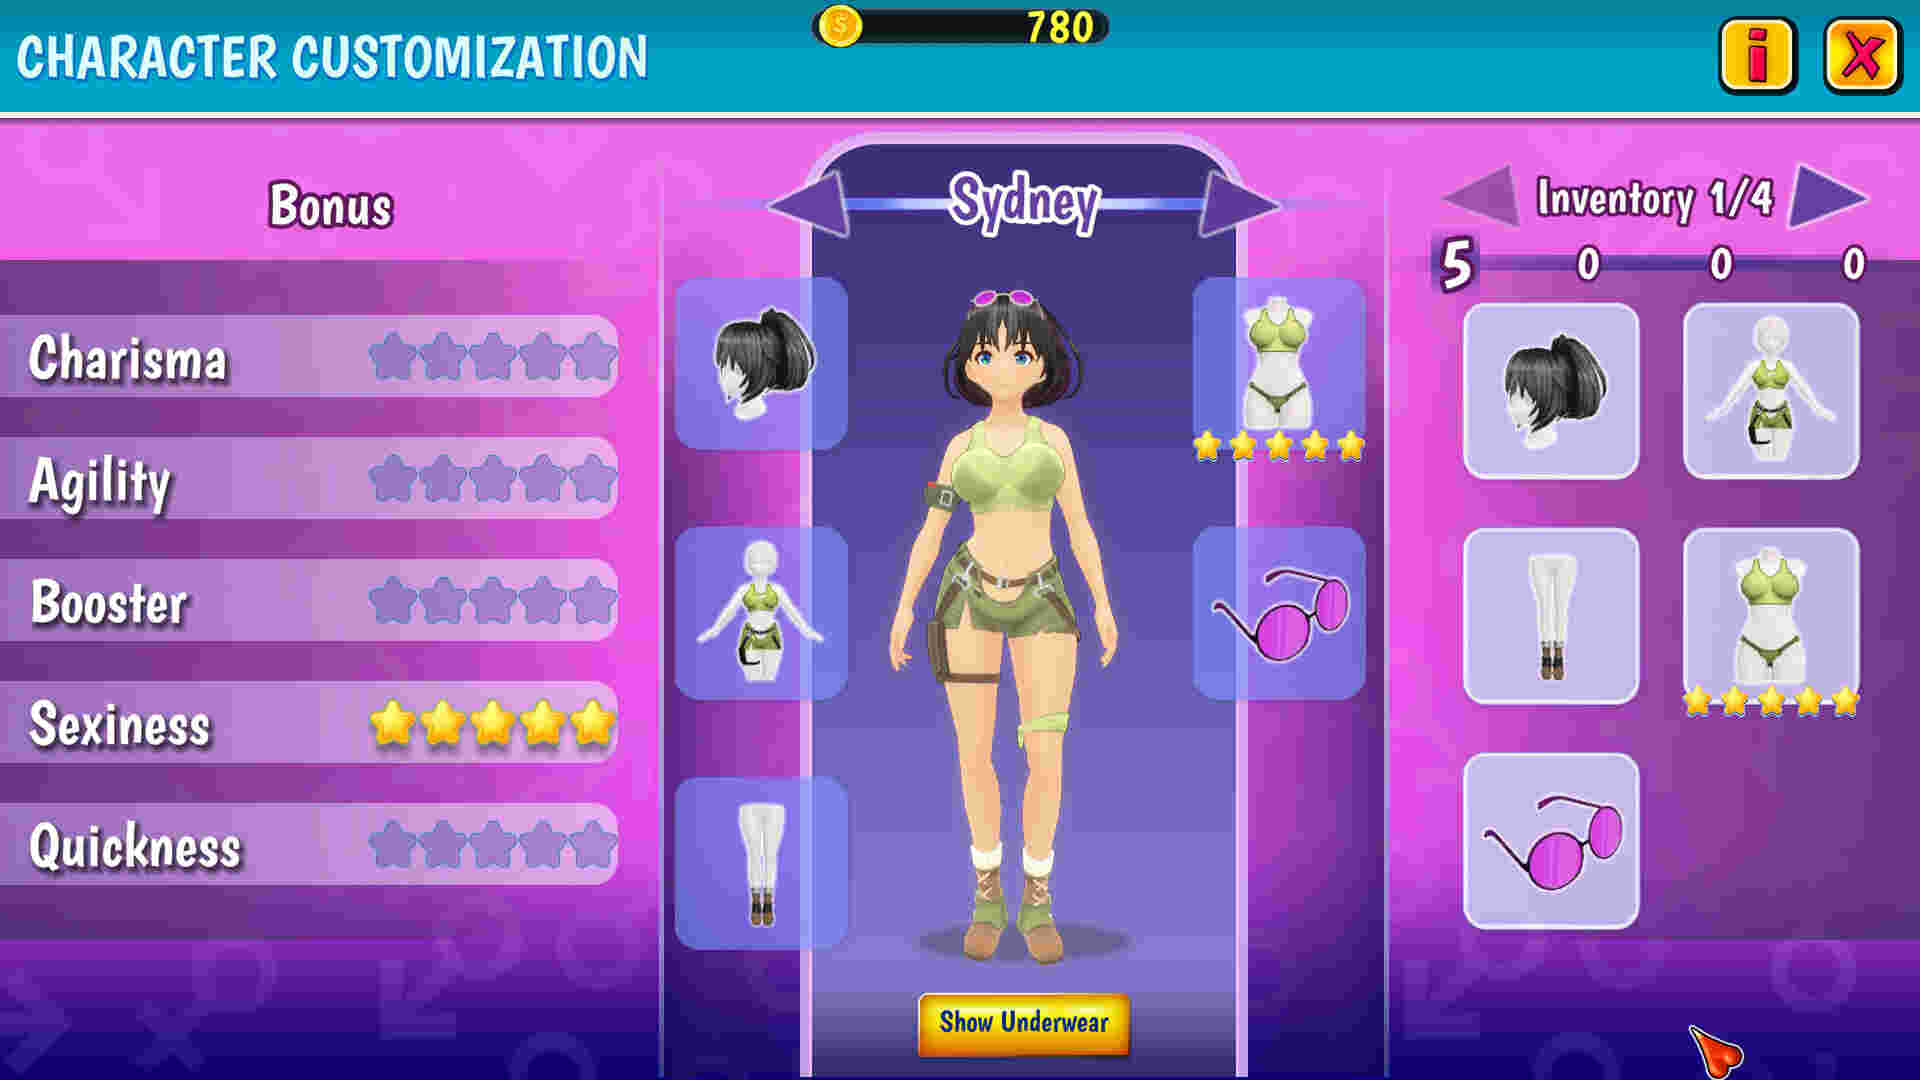 CHARACTER CUSTOMIZATION
780
Bonus
Sydney
Inventory 1/4
5 0 0 0
Charisma
Agility
Booster
Sexiness
Quickness
Show Underwear